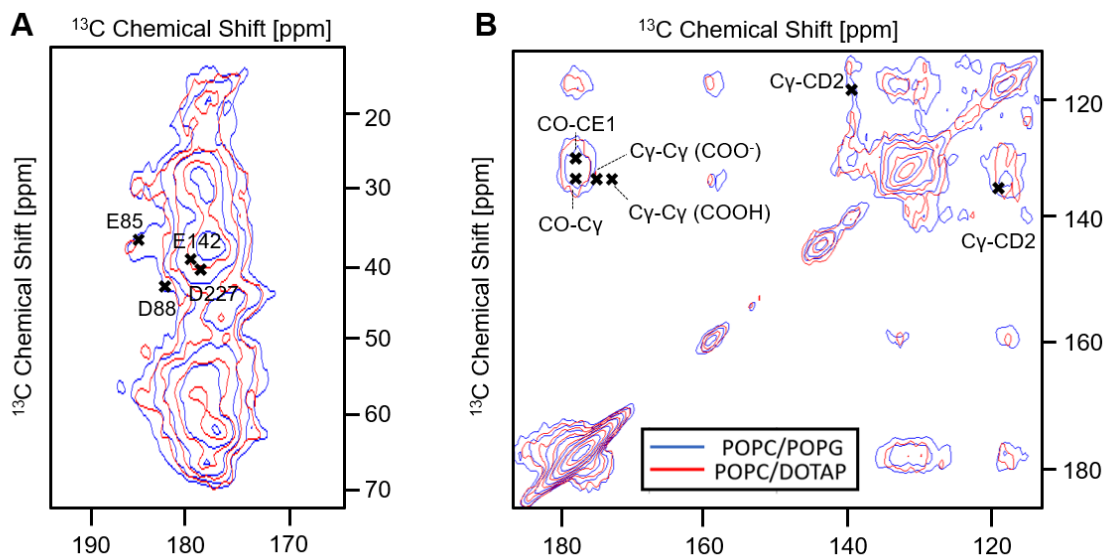 A
¹³C Chemical Shift [ppm]
¹³C Chemical Shift [ppm]
E85
E142
D88
D227
20
30
40
50
60
70
190
180
170
B
¹³C Chemical Shift [ppm]
¹³C Chemical Shift [ppm]
Cγ-CD2
CO-CE1
Cγ-Cγ (COO⁻)
CO-Cγ
Cγ-Cγ (COOH)
Cγ-CD2
POPC/POPG
POPC/DOTAP
120
140
160
180
180
160
140
120